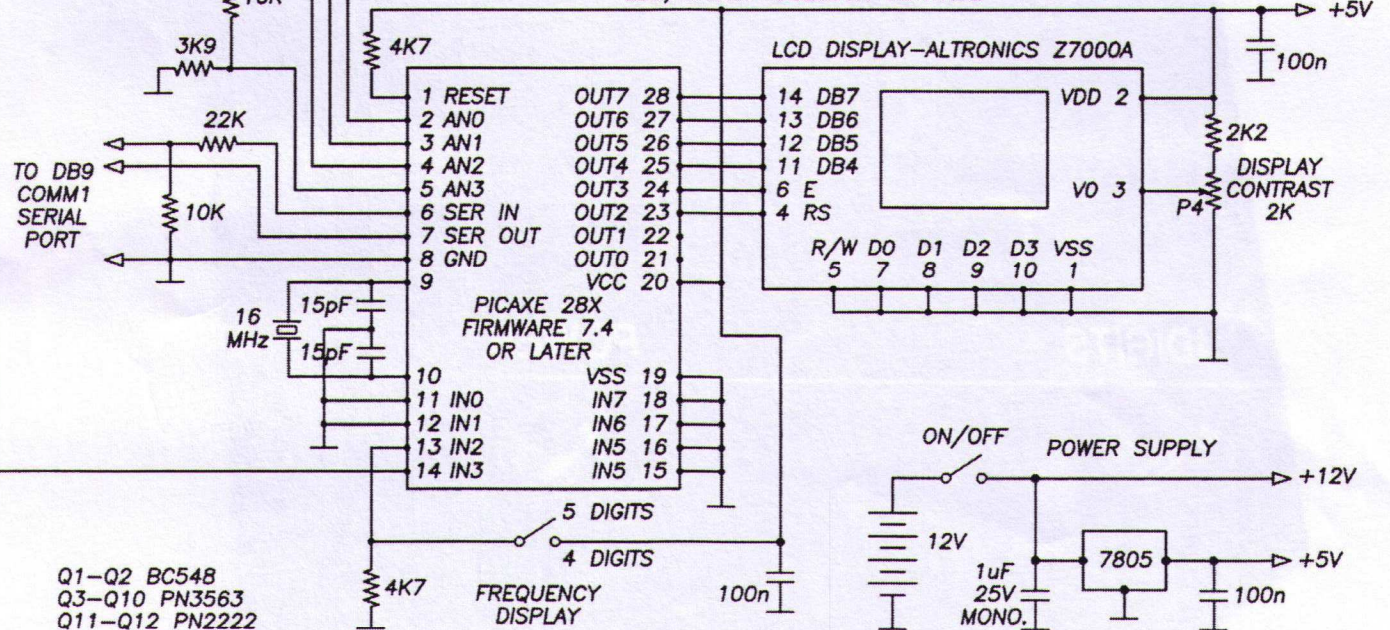 +5V
3K9
4K7
LCD DISPLAY-ALTRONICS Z7000A
100n
1 RESET OUT7 28
2 AN0 OUT6 27
3 AN1 OUT5 26
4 AN2 OUT4 25
5 AN3 OUT3 24
6 SER IN OUT2 23
7 SER OUT OUT1 22
8 GND OUT0 21
9 VCC 20
PICAXE 28X
FIRMWARE 7.4
OR LATER
10 VSS 19
11 IN0 IN7 18
12 IN1 IN6 17
13 IN2 IN5 16
14 IN3 IN5 15
14 DB7
13 DB6
12 DB5
11 DB4
6 E
4 RS
VDD 2
VO 3
R/W D0 D1 D2 D3 VSS
5 7 8 9 10 1
2K2
DISPLAY
CONTRAST
2K
P4
22K
TO DB9
COMM1
SERIAL
PORT
10K
16
MHz
15pF
15pF
5 DIGITS
4 DIGITS
FREQUENCY
DISPLAY
4K7
100n
ON/OFF
POWER SUPPLY
+12V
12V
7805
+5V
1uF
25V
MONO.
100n
Q1-Q2 BC548
Q3-Q10 PN3563
Q11-Q12 PN2222